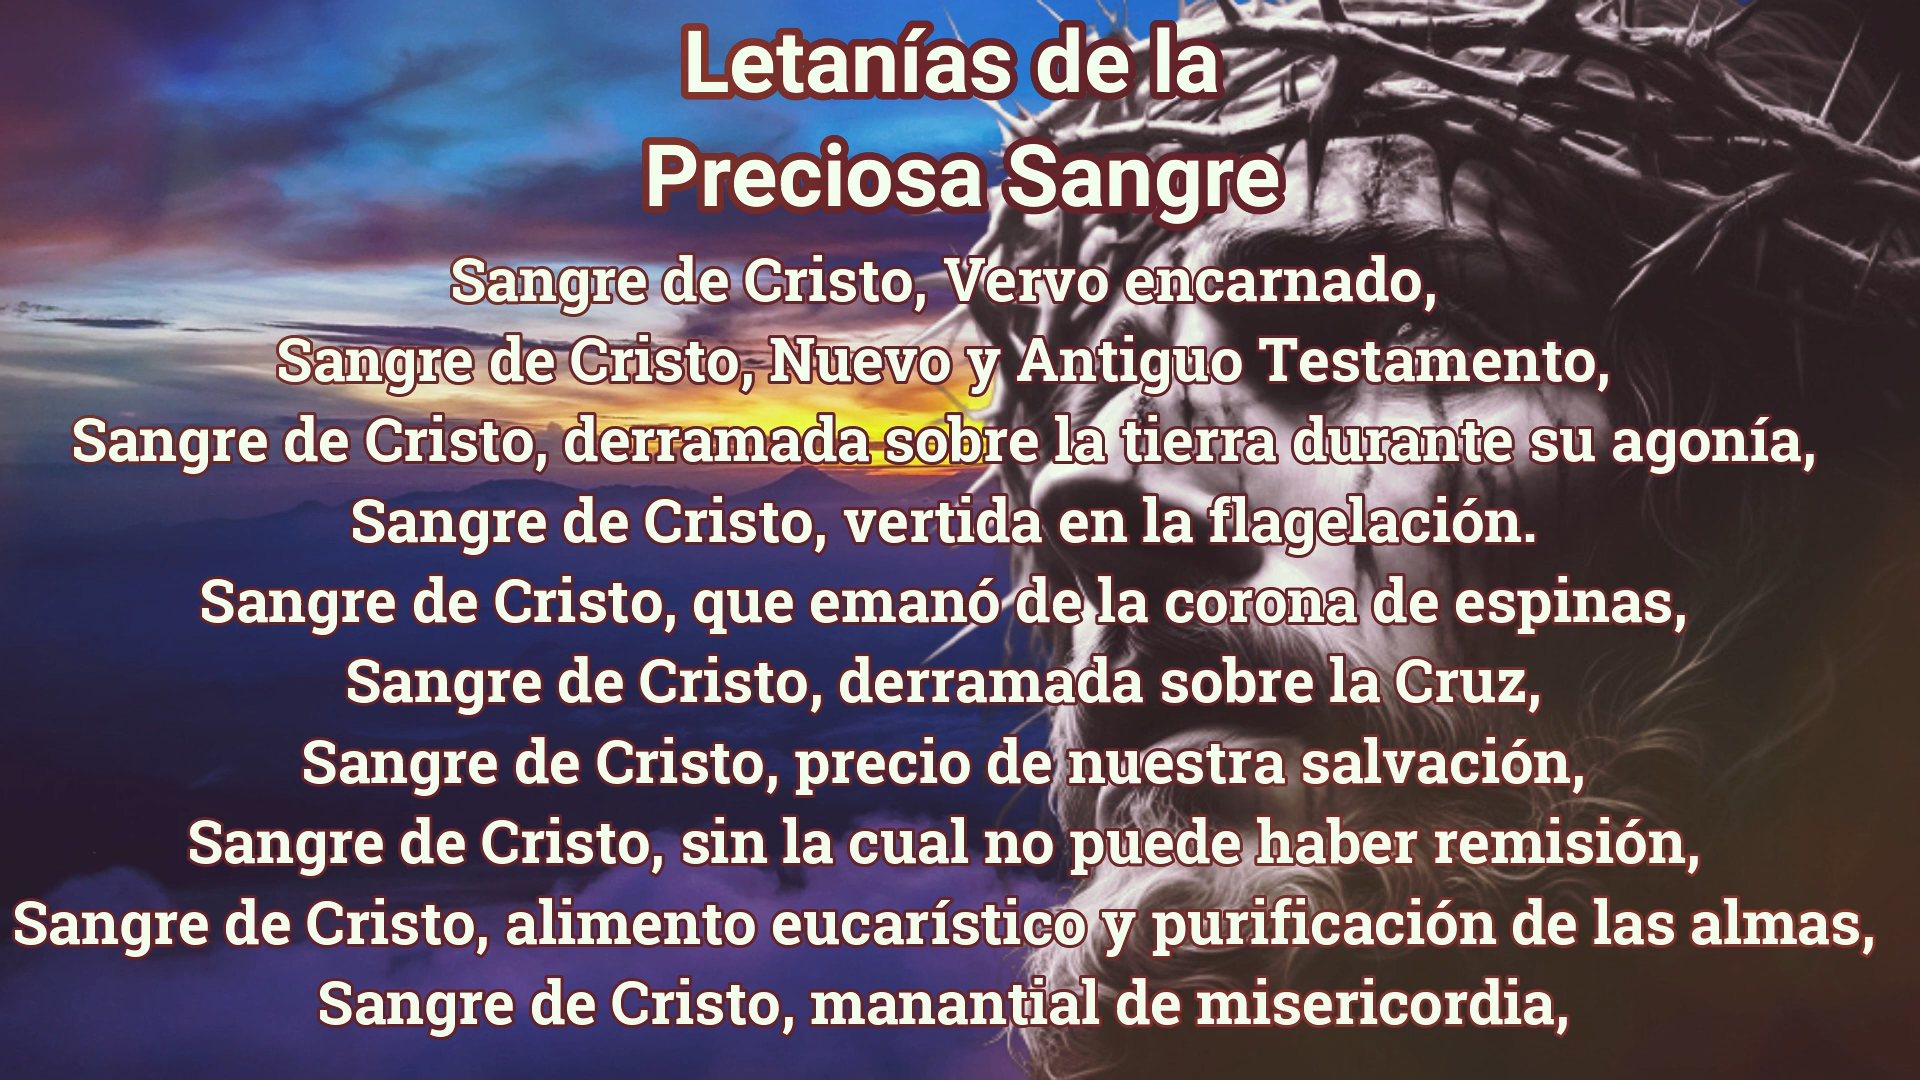 Letanías de la
Preciosa Sangre
Sangre de Cristo, Vervo encarnado,
Sangre de Cristo, Nuevo y Antiguo Testamento,
Sangre de Cristo, derramada sobre la tierra durante su agonía,
Sangre de Cristo, vertida en la flagelación.
Sangre de Cristo, que emanó de la corona de espinas,
Sangre de Cristo, derramada sobre la Cruz,
Sangre de Cristo, precio de nuestra salvación,
Sangre de Cristo, sin la cual no puede haber remisión,
Sangre de Cristo, alimento eucarístico y purificación de las almas,
Sangre de Cristo, manantial de misericordia,